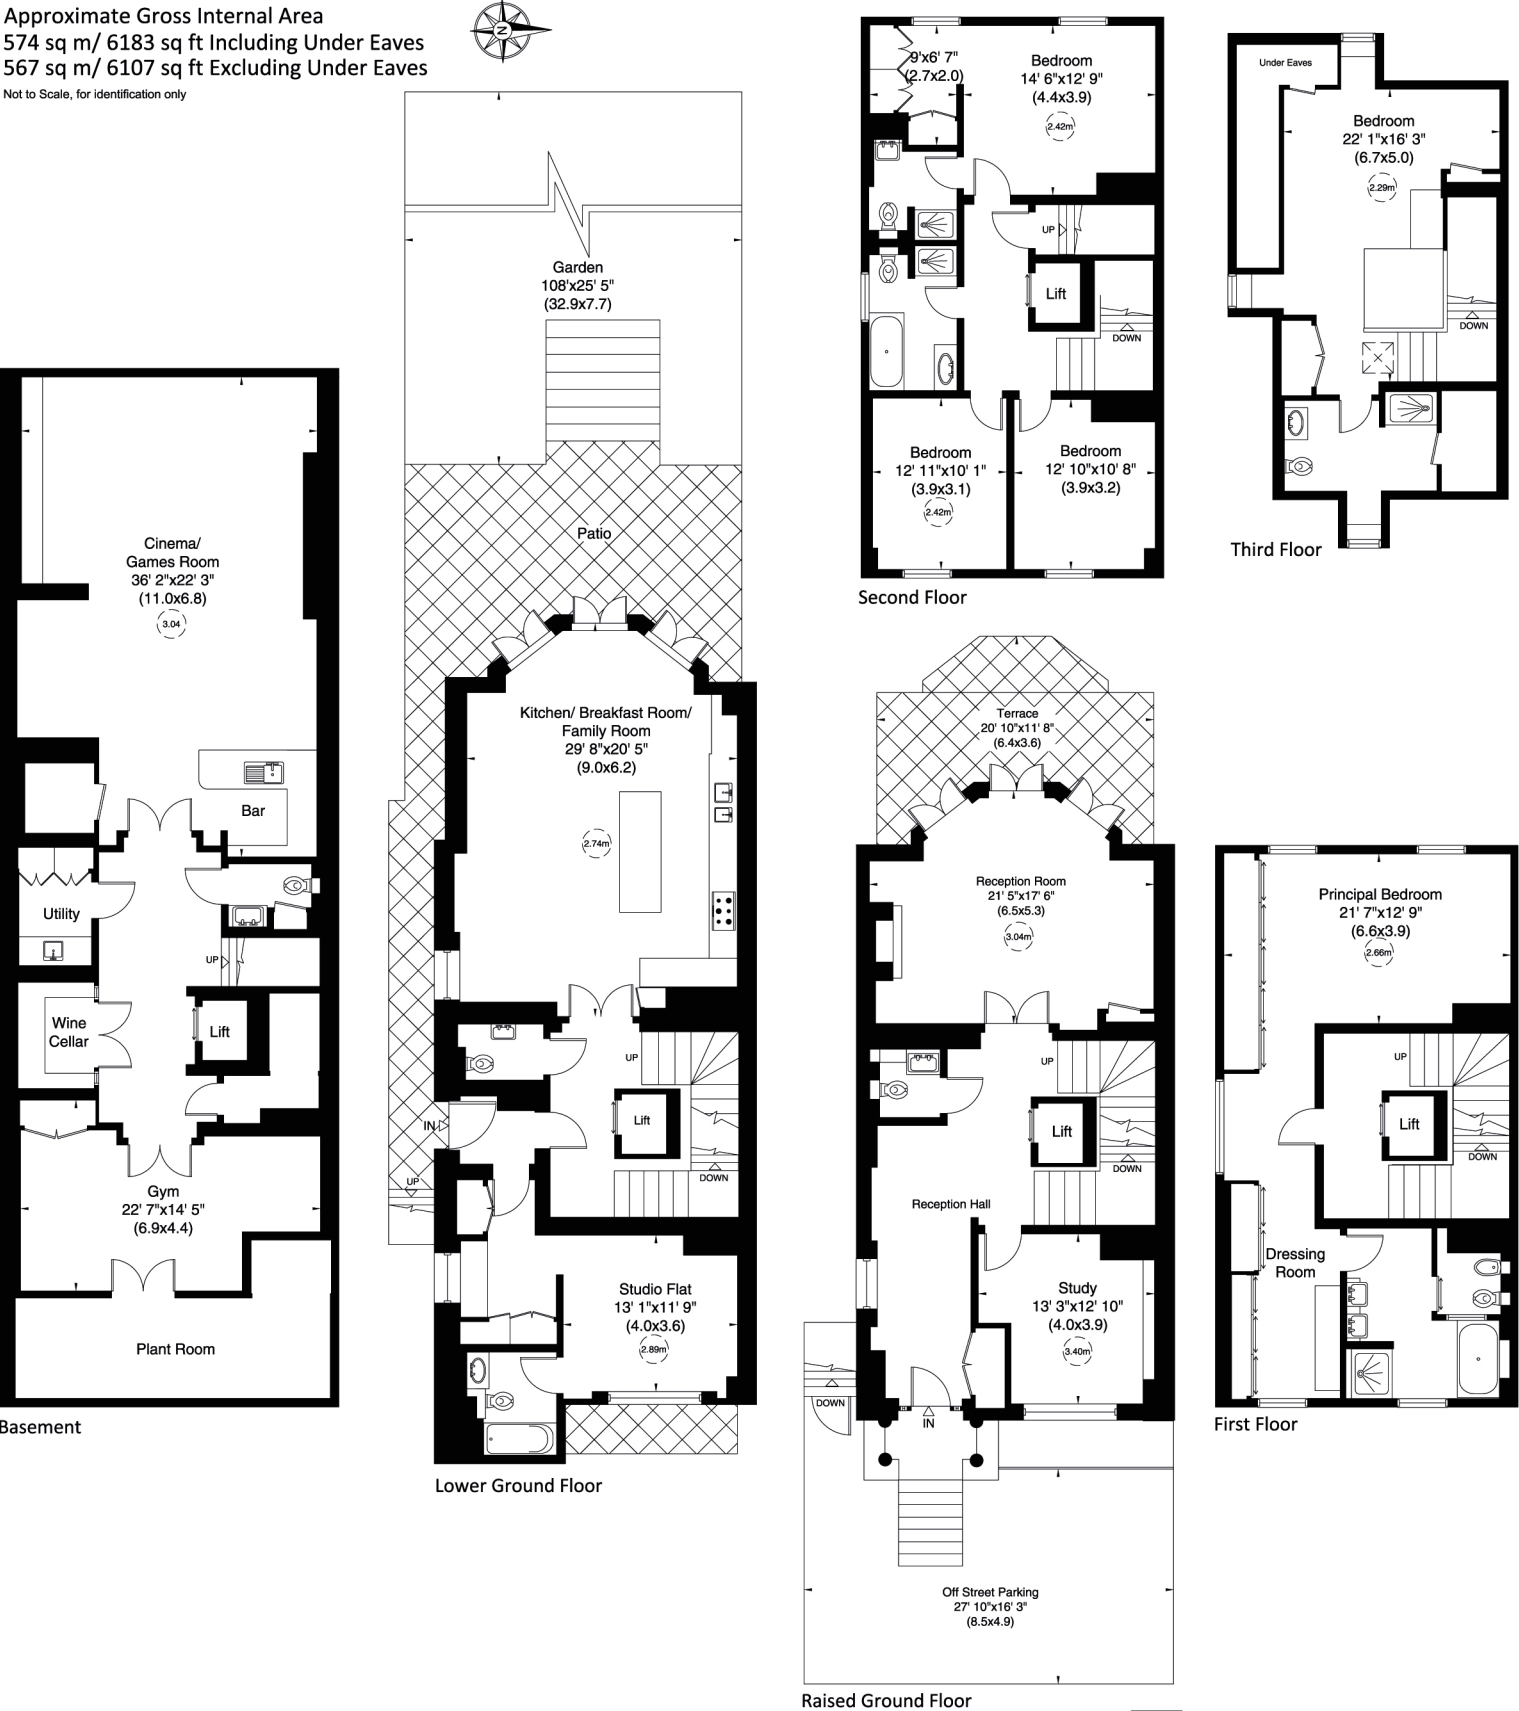 Approximate Gross Internal Area
574 sq m/ 6183 sq ft Including Under Eaves
567 sq m/ 6107 sq ft Excluding Under Eaves
Not to Scale, for identification only
N
Cinema/
Games Room
36' 2"x22' 3"
(11.0x6.8)
3.04
Bar
Utility
UP
Wine
Cellar
Lift
Gym
22' 7"x14' 5"
(6.9x4.4)
Plant Room
Basement
Garden
108'x25' 5"
(32.9x7.7)
Patio
Kitchen/ Breakfast Room/
Family Room
29' 8"x20' 5"
(9.0x6.2)
2.74m
UP
IN
Lift
UP
DOWN
Studio Flat
13' 1"x11' 9"
(4.0x3.6)
2.89m
Lower Ground Floor
9'x6' 7"
(2.7x2.0)
Bedroom
14' 6"x12' 9"
(4.4x3.9)
2.42m
UP
Lift
DOWN
Bedroom
12' 11"x10' 1"
(3.9x3.1)
2.42m
Bedroom
12' 10"x10' 8"
(3.9x3.2)
Second Floor
Under Eaves
Bedroom
22' 1"x16' 3"
(6.7x5.0)
2.29m
DOWN
Third Floor
Terrace
20' 10"x11' 8"
(6.4x3.6)
Reception Room
21' 5"x17' 6"
(6.5x5.3)
3.04m
UP
Lift
DOWN
Reception Hall
Study
13' 3"x12' 10"
(4.0x3.9)
3.40m
DOWN
IN
Off Street Parking
27' 10"x16' 3"
(8.5x4.9)
Raised Ground Floor
Principal Bedroom
21' 7"x12' 9"
(6.6x3.9)
2.66m
UP
Lift
DOWN
Dressing
Room
First Floor